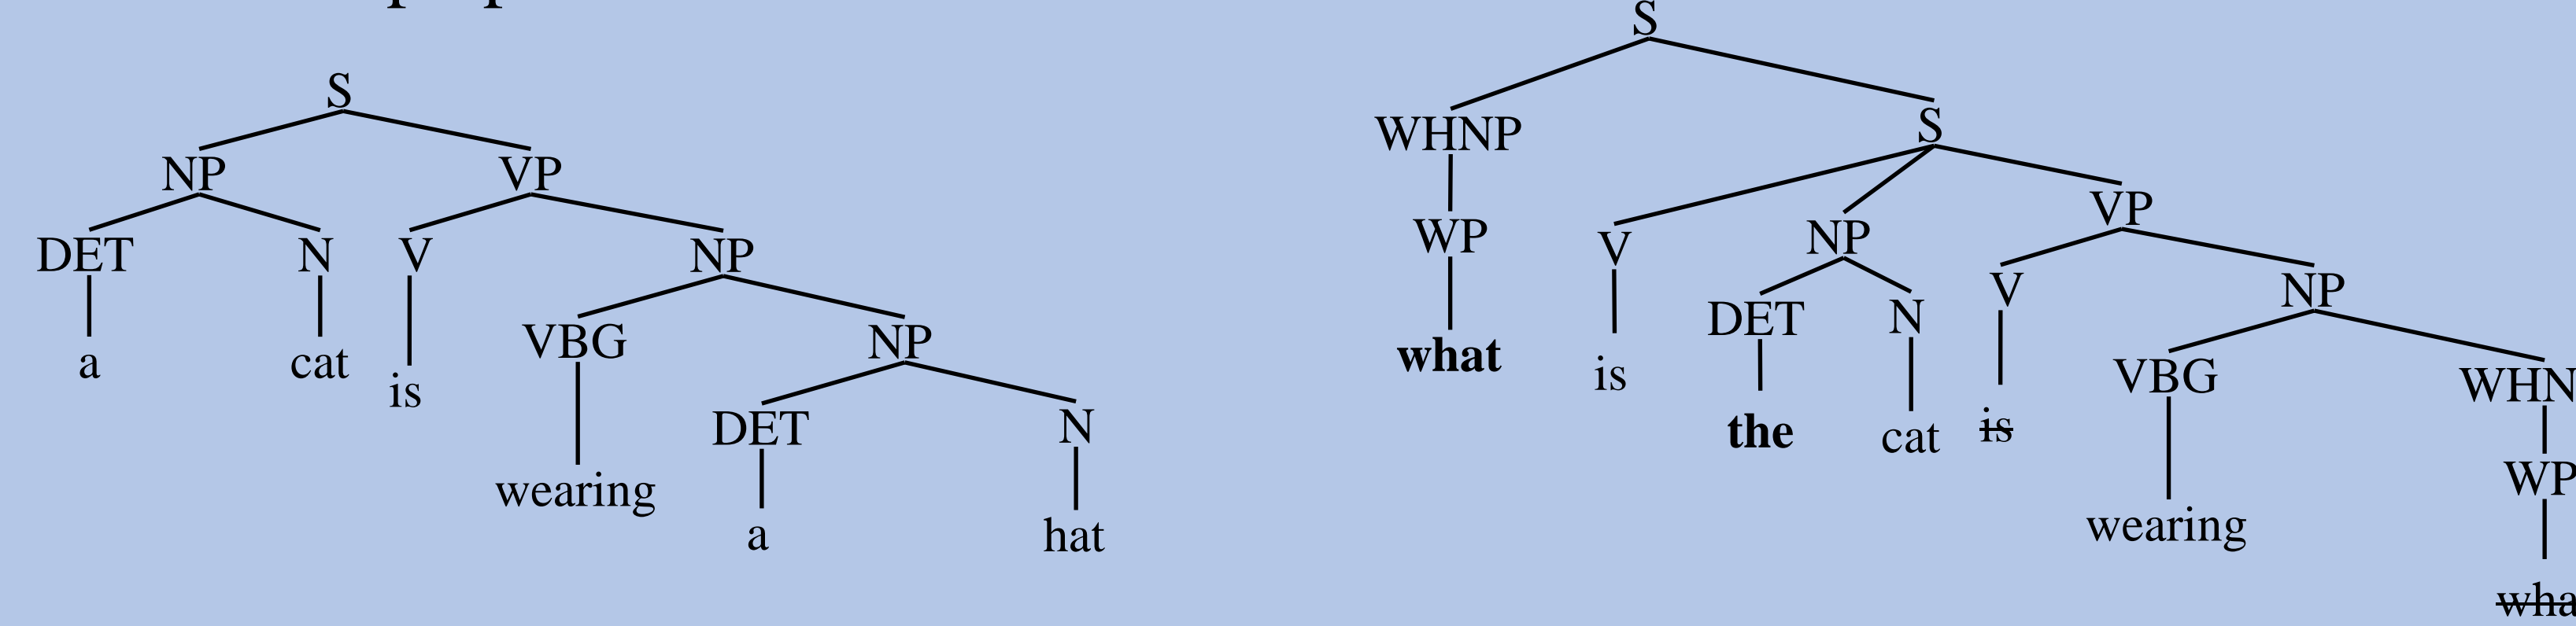 S
S
NP VP
WHNP S
DET N V NP
WP V NP VP
a cat is VBG NP
what is DET N V NP
wearing DET N
the cat is VBG WHN
a hat
wearing WP
wha